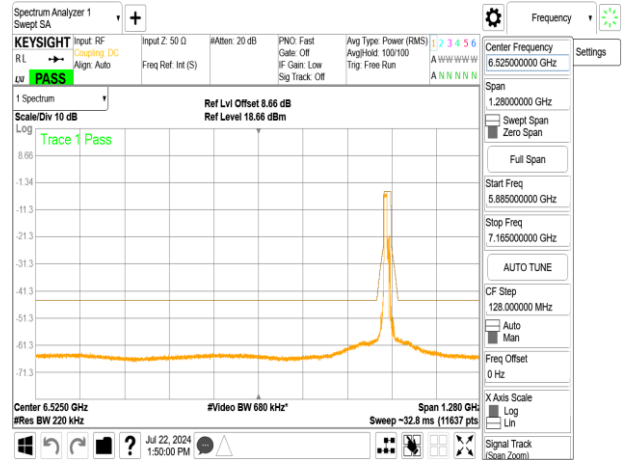 Spectrum Analyzer 1
Swept SA
Frequency
Settings
KEYSIGHT
RL
LXI
PASS
Input: RF
Coupling: DC
Align: Auto
Input Z: 50 Ω
Freq Ref: Int (S)
#Atten: 20 dB
PNO: Fast
Gate: Off
IF Gain: Low
Sig Track: Off
Avg Type: Power (RMS)
Avg|Hold: 100/100
Trig: Free Run
1 2 3 4 5 6
A W W W W W
A N N N N N
1 Spectrum
Scale/Div 10 dB
Ref Lvl Offset 8.66 dB
Ref Level 18.66 dBm
Log
Trace 1 Pass
8.66
-1.34
-11.3
-21.3
-31.3
-41.3
-51.3
-61.3
-71.3
Center 6.5250 GHz
#Res BW 220 kHz
#Video BW 680 kHz*
Span 1.280 GHz
Sweep ~32.8 ms (11637 pts
Jul 22, 2024
1:50:00 PM
Center Frequency
6.525000000 GHz
Span
1.28000000 GHz
Swept Span
Zero Span
Full Span
Start Freq
5.885000000 GHz
Stop Freq
7.165000000 GHz
AUTO TUNE
CF Step
128.000000 MHz
Auto
Man
Freq Offset
0 Hz
X Axis Scale
Log
Lin
Signal Track
(Span Zoom)